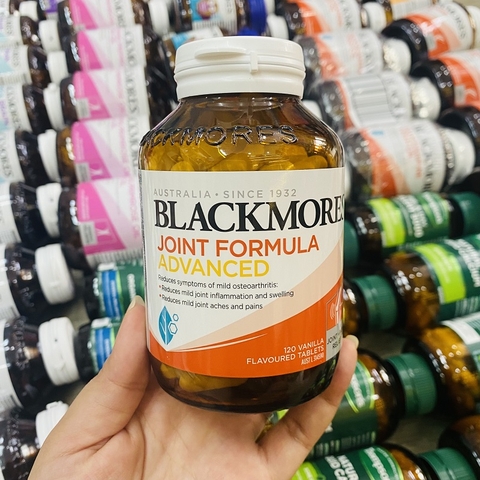 BLACKMORES
AUSTRALIA • SINCE 1932
BLACKMORES
JOINT FORMULA
ADVANCED
Reduces symptoms of mild osteoarthritis:
• Reduces mild joint inflammation and swelling
• Reduces mild joint aches and pains
120 VANILLA
FLAVOURED TABLETS